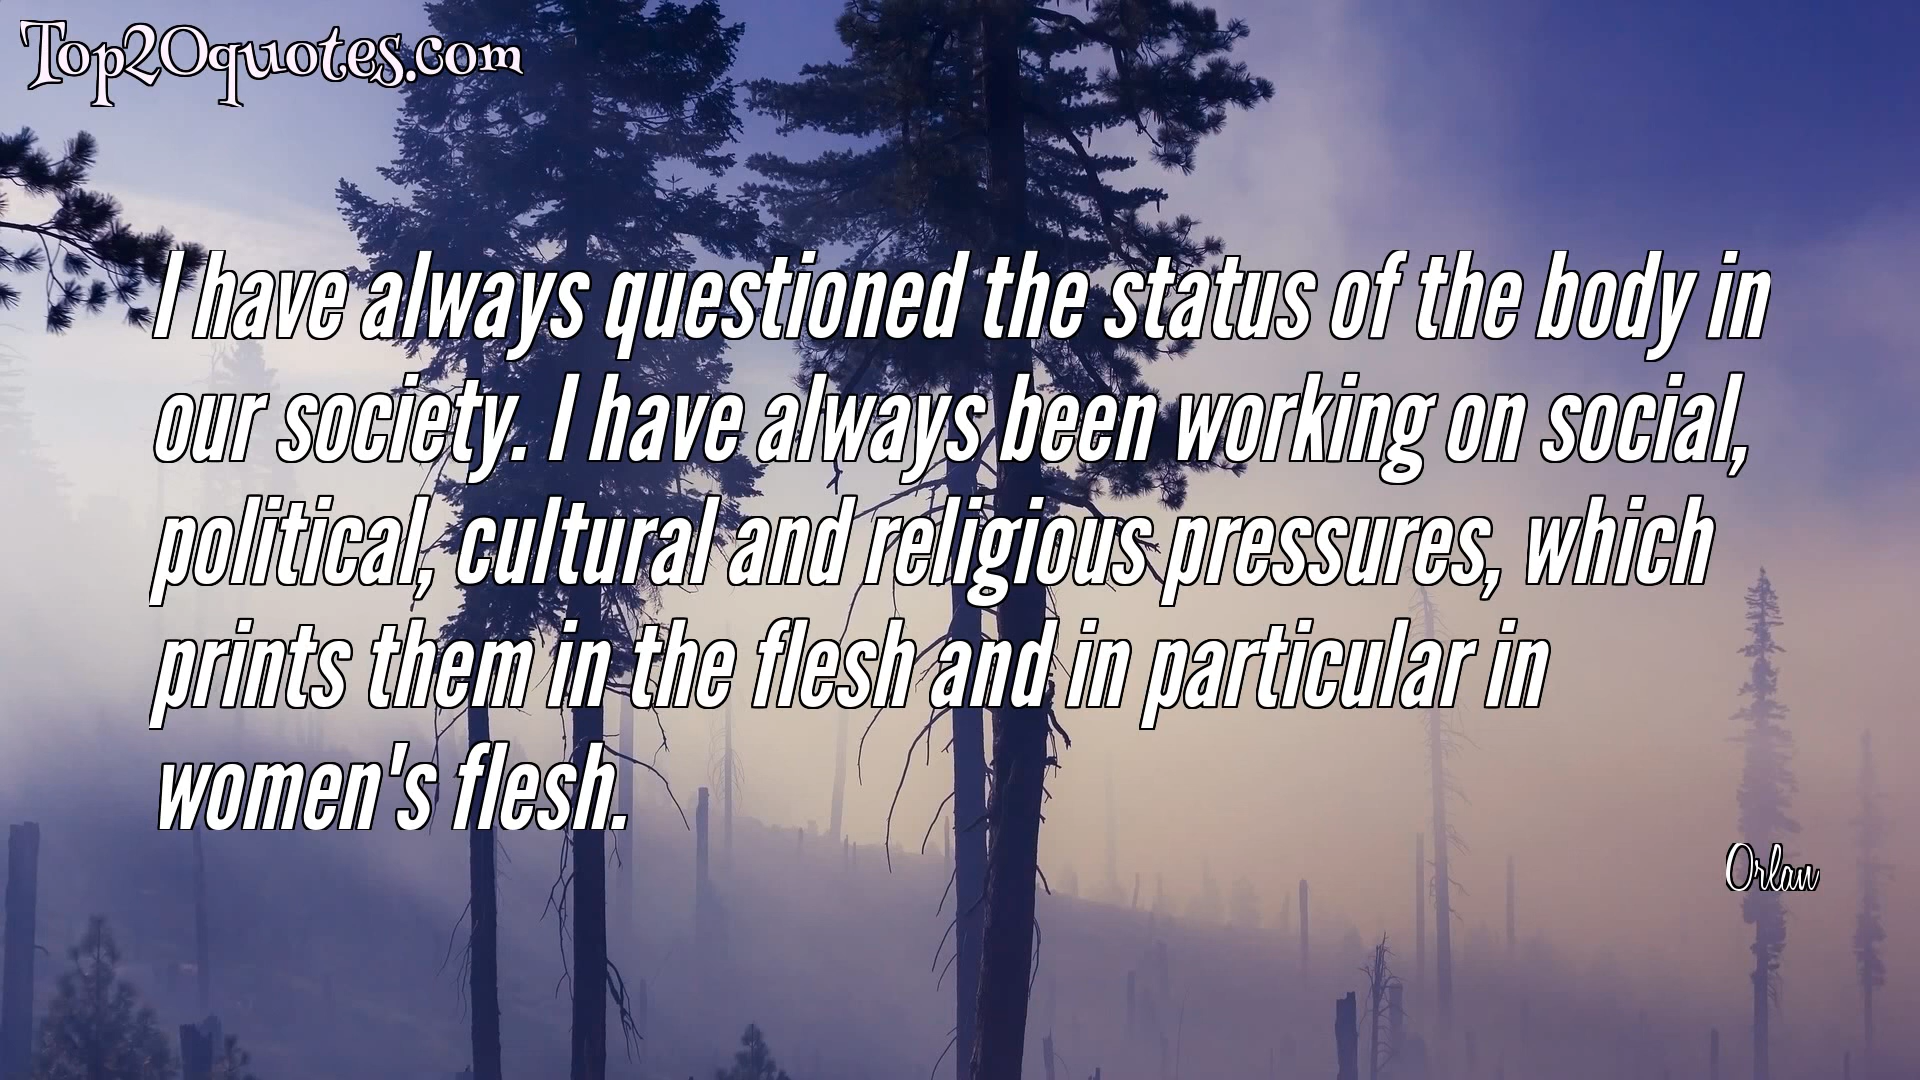 Top20quotes.com
I have always questioned the status of the body in
our society. I have always been working on social,
political, cultural and religious pressures, which
prints them in the flesh and in particular in
women's flesh.
Orlan